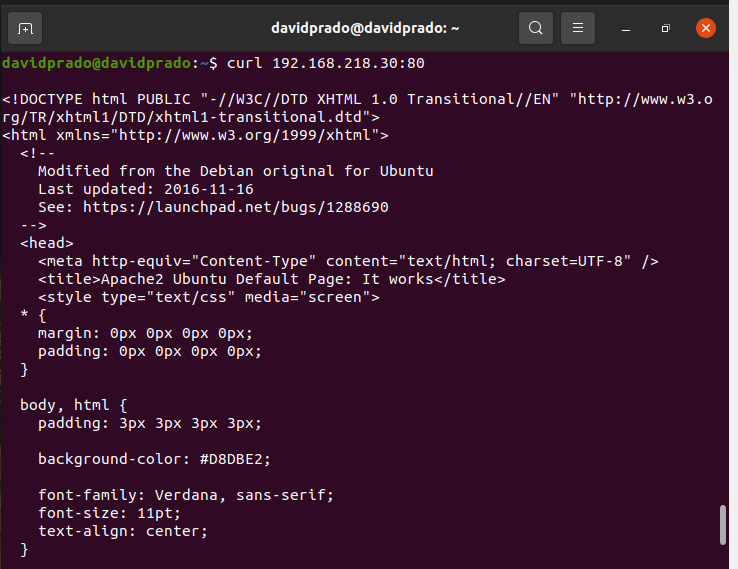 davidprado@davidprado: ~
davidprado@davidprado:~$ curl 192.168.218.30:80
<!DOCTYPE html PUBLIC "-//W3C//DTD XHTML 1.0 Transitional//EN" "http://www.w3.o
rg/TR/xhtml1/DTD/xhtml1-transitional.dtd">
<html xmlns="http://www.w3.org/1999/xhtml">
  <!--
    Modified from the Debian original for Ubuntu
    Last updated: 2016-11-16
    See: https://launchpad.net/bugs/1288690
  -->
  <head>
    <meta http-equiv="Content-Type" content="text/html; charset=UTF-8" />
    <title>Apache2 Ubuntu Default Page: It works</title>
    <style type="text/css" media="screen">
  * {
    margin: 0px 0px 0px 0px;
    padding: 0px 0px 0px 0px;
  }
  body, html {
    padding: 3px 3px 3px 3px;
    background-color: #D8DBE2;
    font-family: Verdana, sans-serif;
    font-size: 11pt;
    text-align: center;
  }